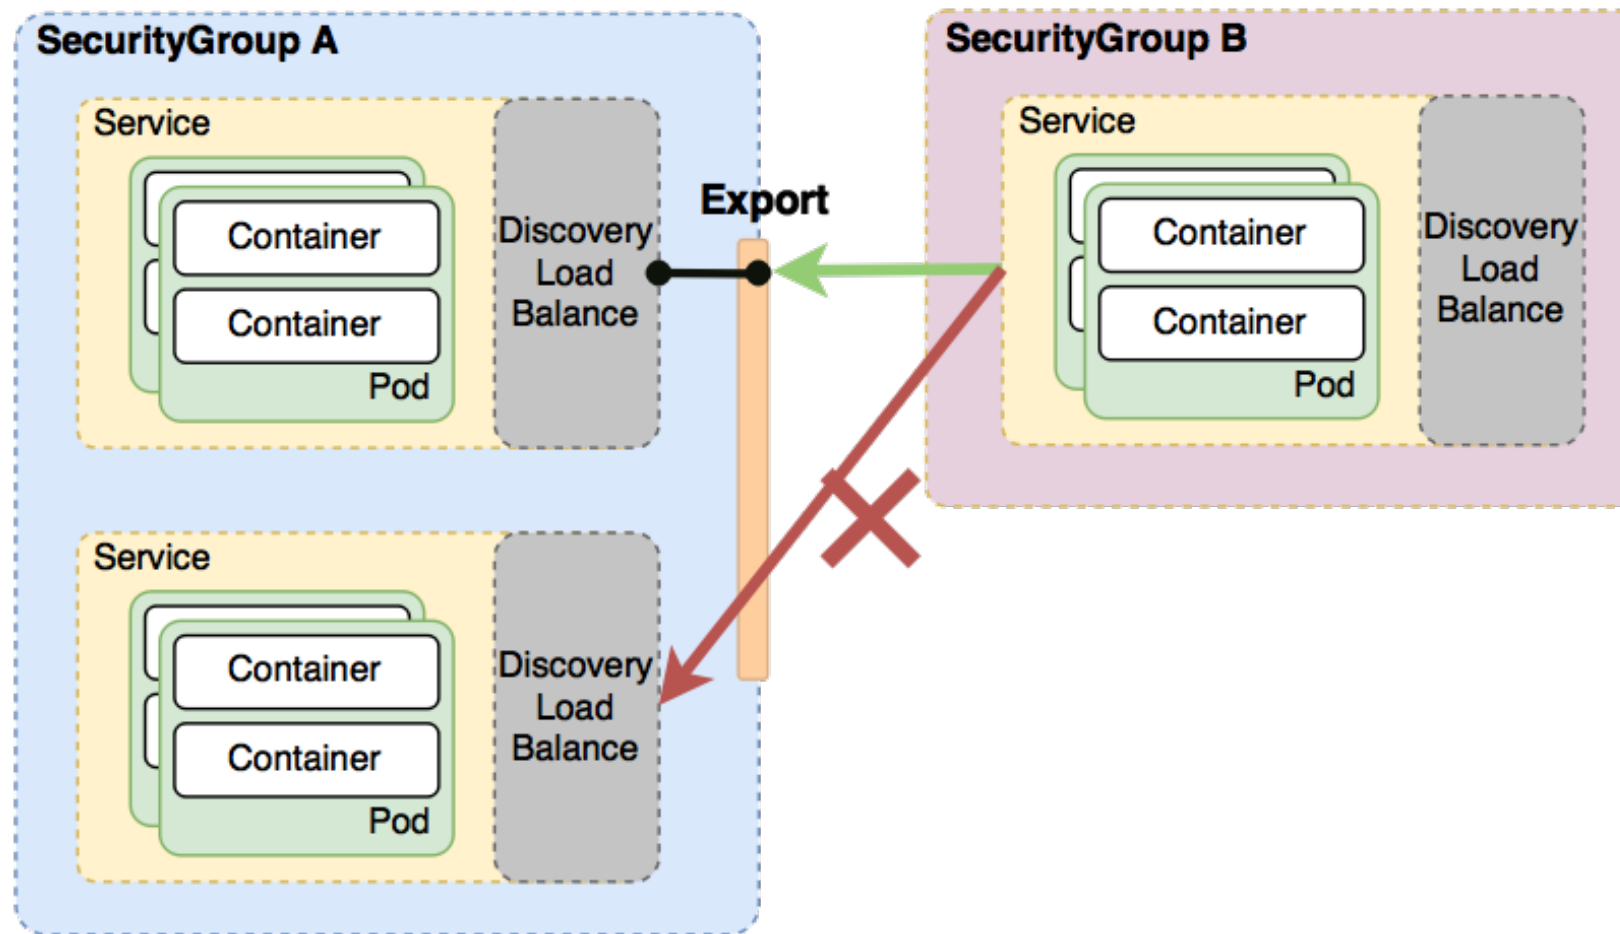 SecurityGroup A
Service
Container
Container
Pod
Discovery
Load
Balance
Service
Container
Container
Pod
Discovery
Load
Balance
Export
SecurityGroup B
Service
Container
Container
Pod
Discovery
Load
Balance